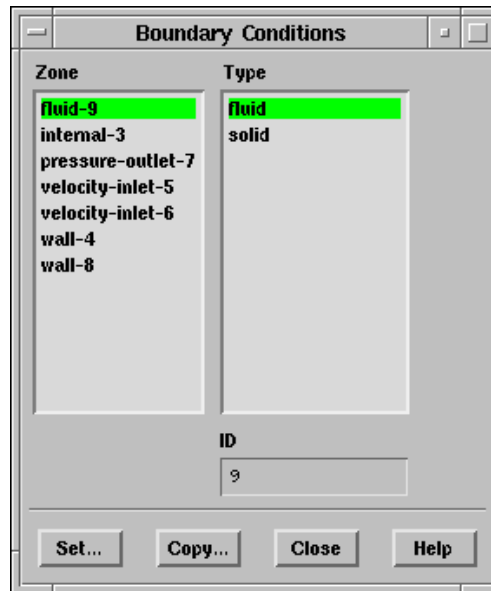 Boundary Conditions
Zone
Type
fluid-9
internal-3
pressure-outlet-7
velocity-inlet-5
velocity-inlet-6
wall-4
wall-8
fluid
solid
ID
9
Set...
Copy...
Close
Help